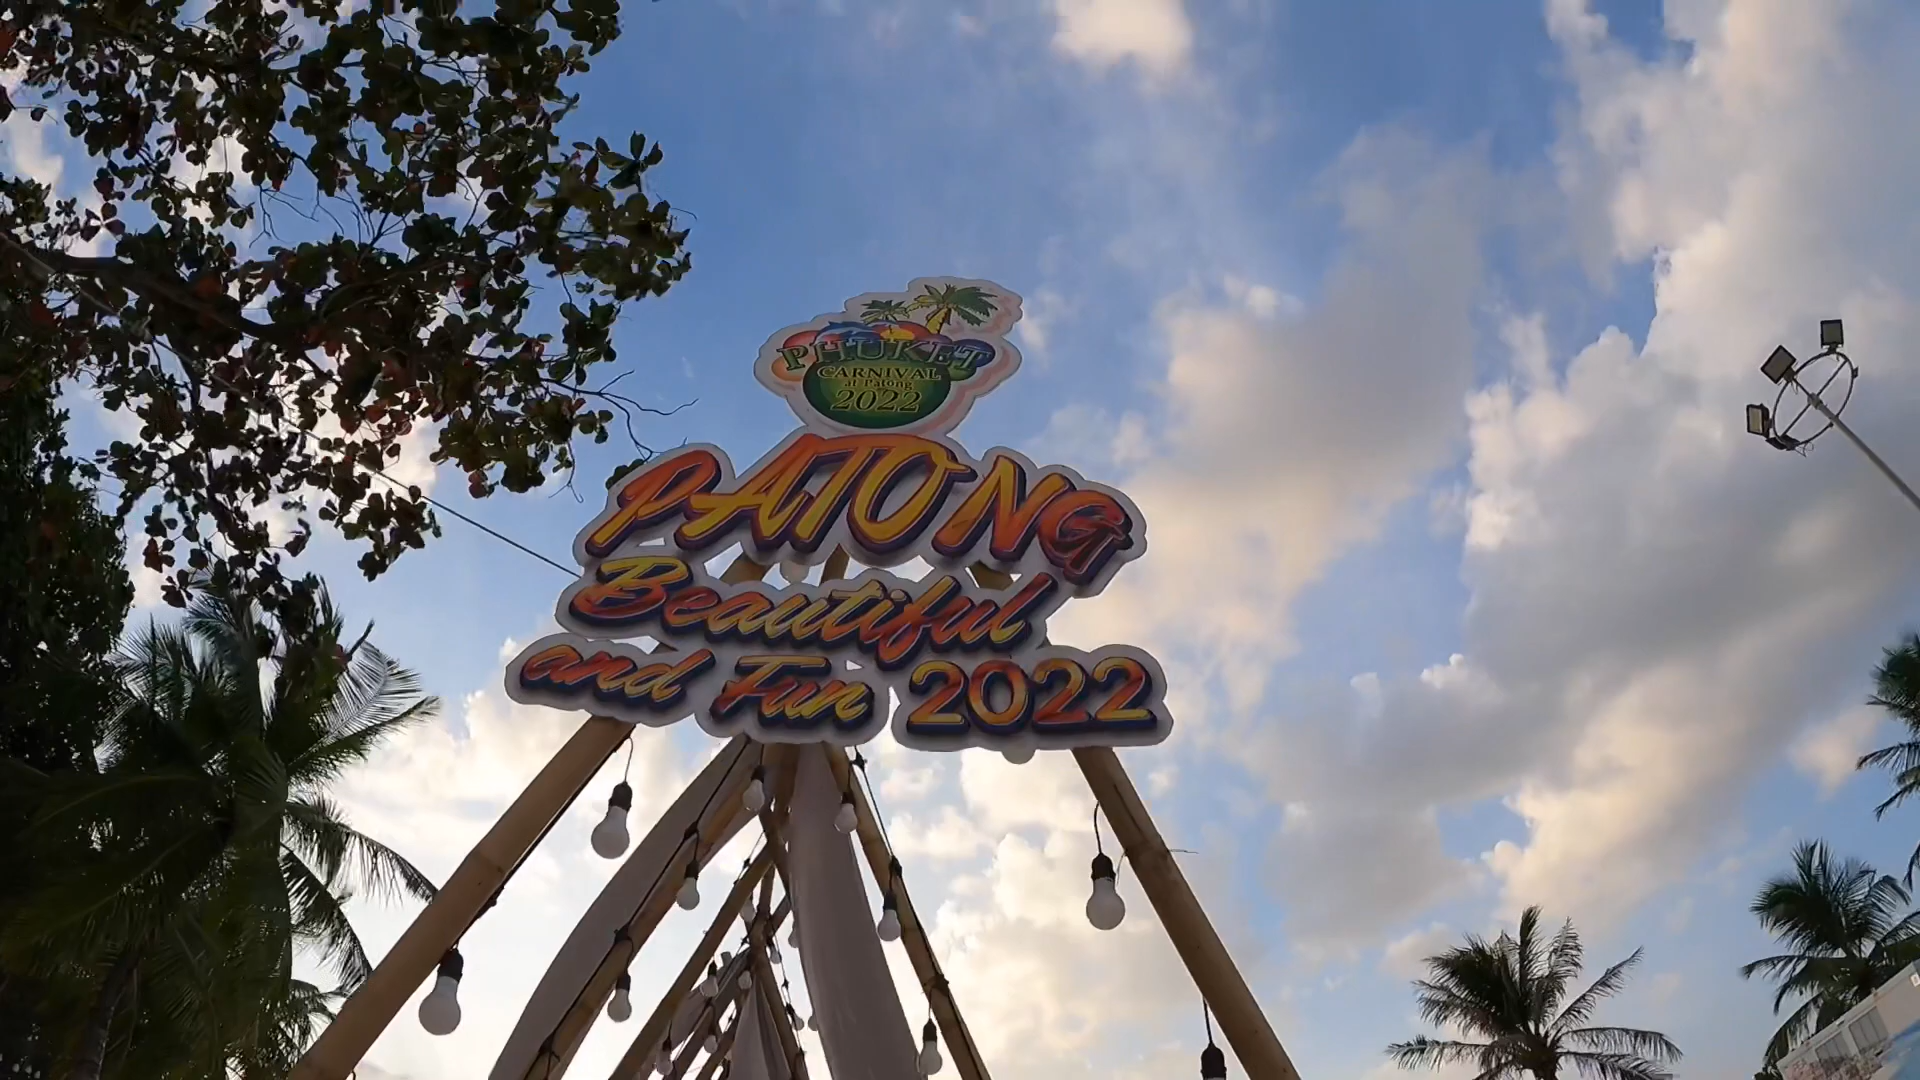 PHUKET
CARNIVAL
at Patong
2022
PATONG
Beautiful
and Fun 2022